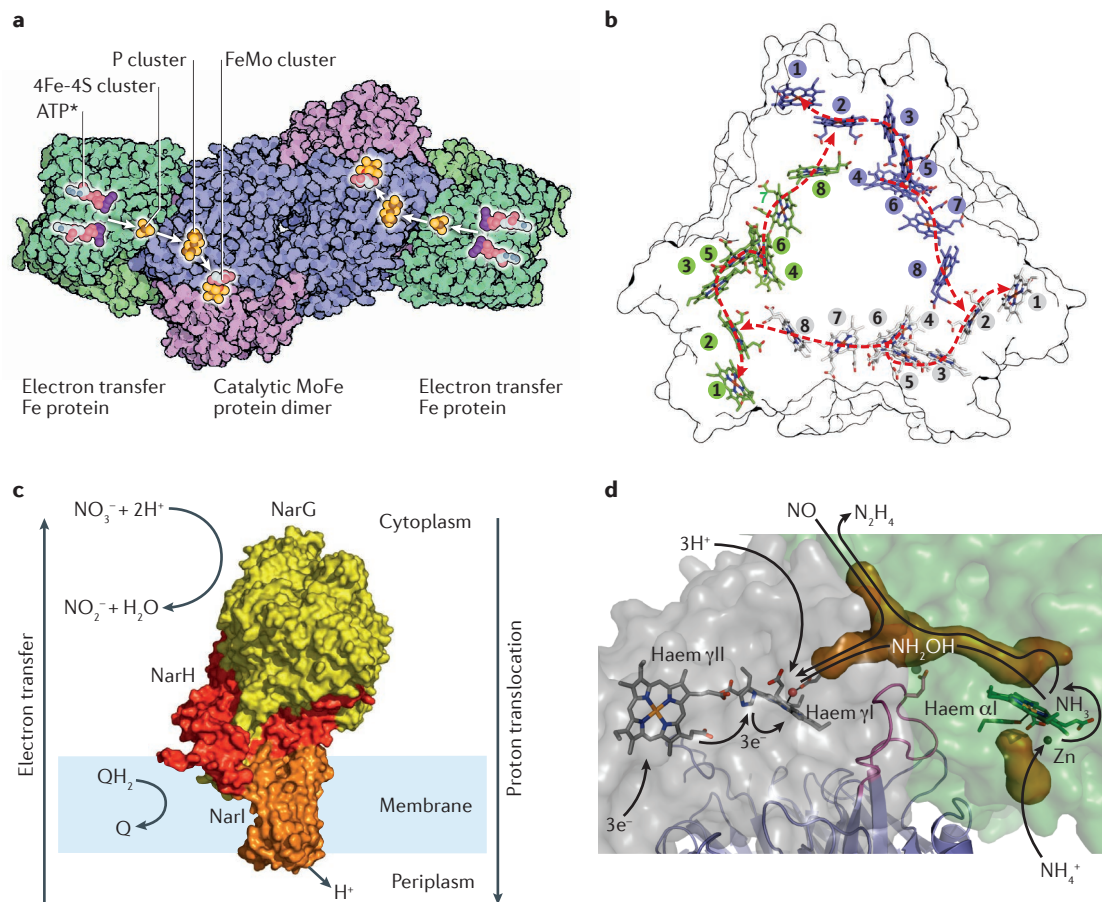 a
P cluster
FeMo cluster
4Fe-4S cluster
ATP*
Electron transfer
Fe protein
Catalytic MoFe
protein dimer
Electron transfer
Fe protein
b
1
2
3
4
5
6
7
8
8
6
5
3
4
2
1
8
7
6
4
2
1
3
5
c
NO₃⁻ + 2H⁺
NarG
Cytoplasm
NO₂⁻ + H₂O
NarH
Electron transfer
Proton translocation
QH₂
Q
NarI
Membrane
H⁺
Periplasm
d
NO
N₂H₄
3H⁺
NH₂OH
Haem γII
Haem γI
Haem αI
NH₃
3e⁻
Zn
3e⁻
NH₄⁺